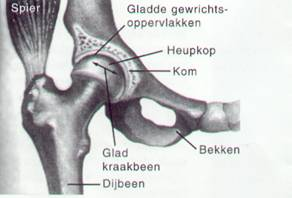 Spier
Gladde gewrichts-
oppervlakken
Heupkop
Kom
Glad
kraakbeen
Bekken
Dijbeen